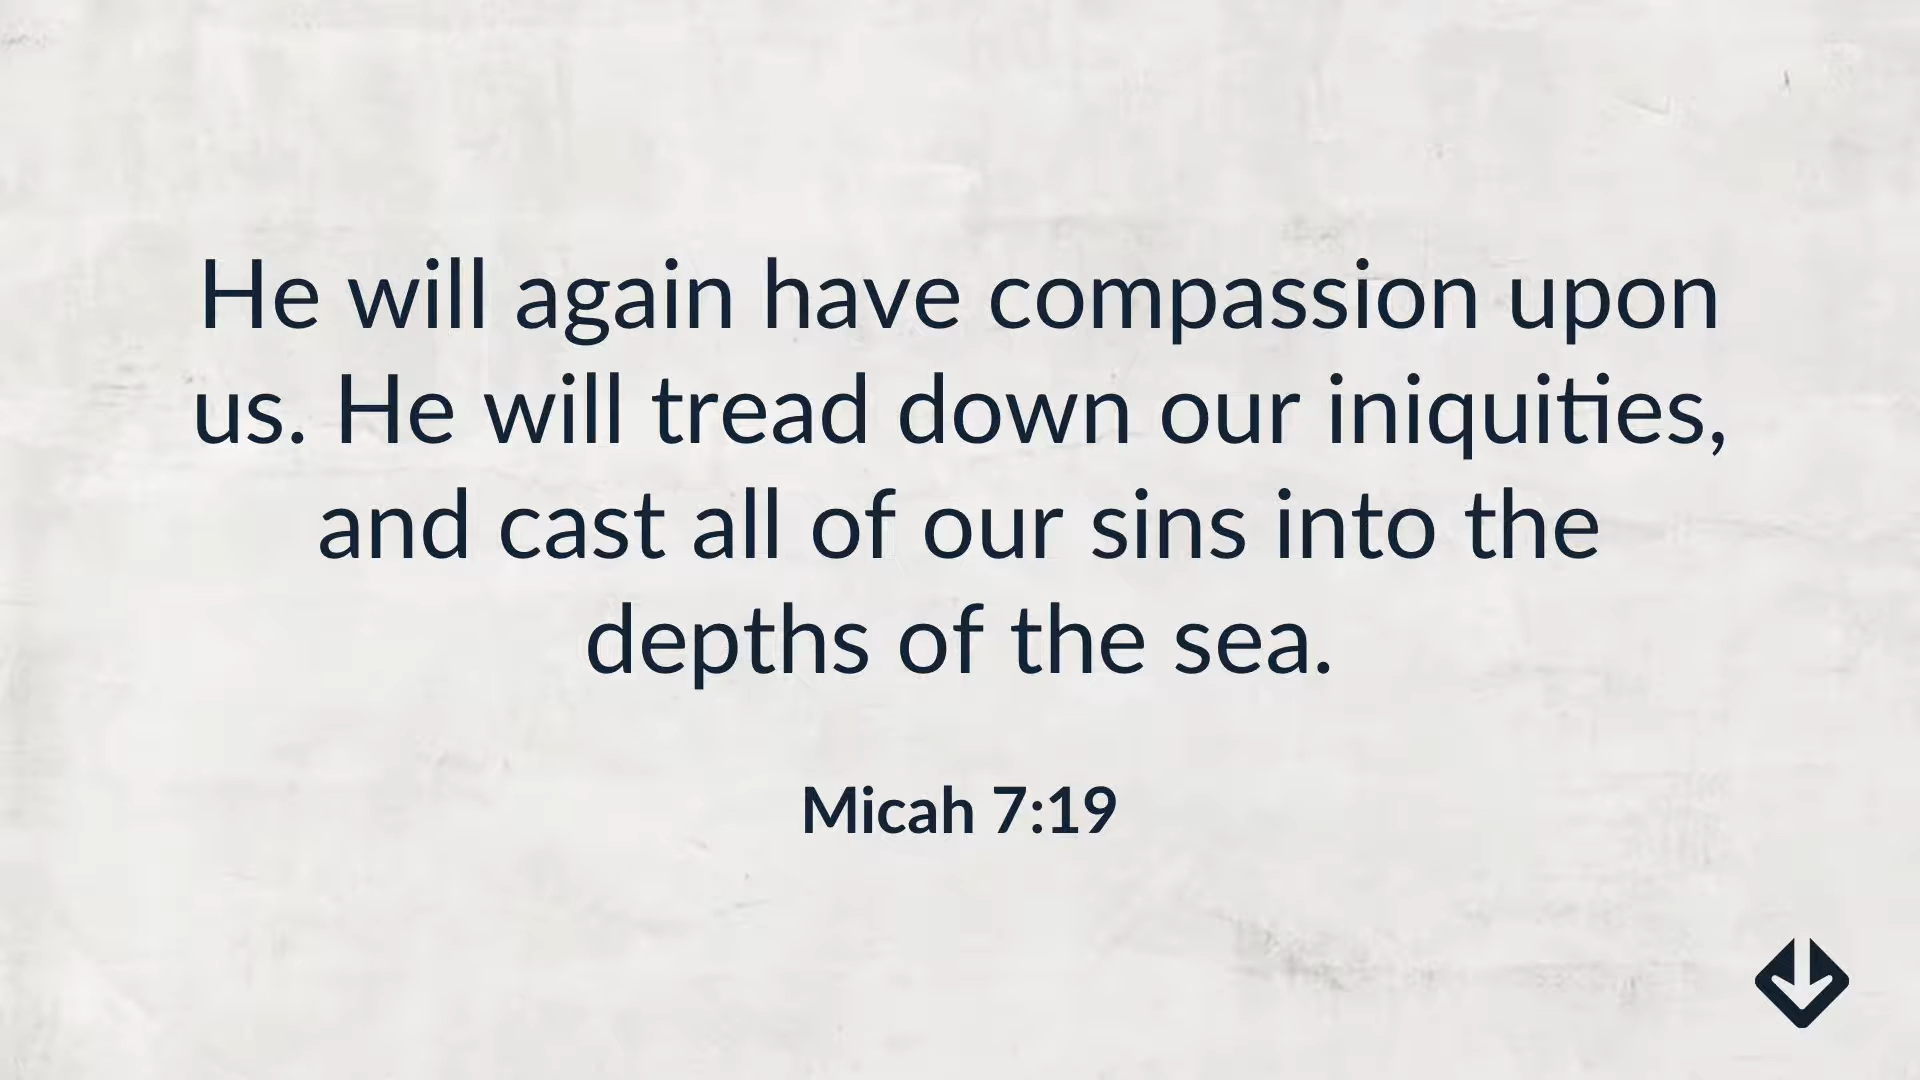 He will again have compassion upon
us. He will tread down our iniquities,
and cast all of our sins into the
depths of the sea.
Micah 7:19